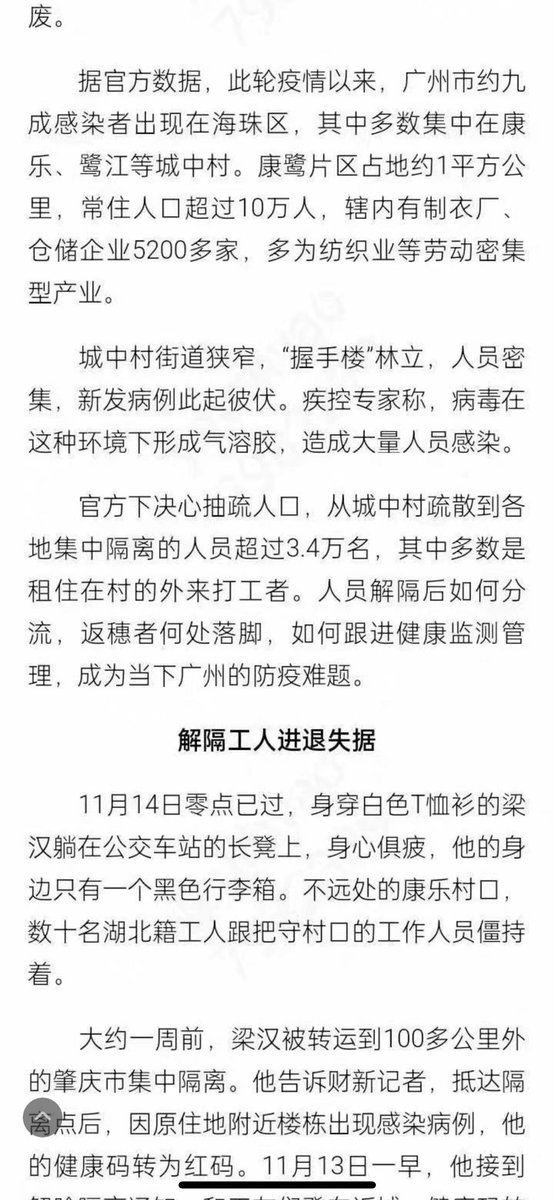 废。
据官方数据，此轮疫情以来，广州市约九
成感染者出现在海珠区，其中多数集中在康
乐、鹭江等城中村。康鹭片区占地约1平方公
里，常住人口超过10万人，辖内有制衣厂、
仓储企业5200多家，多为纺织业等劳动密集
型产业。
城中村街道狭窄，“握手楼”林立，人员密
集，新发病例此起彼伏。疾控专家称，病毒在
这种环境下形成气溶胶，造成大量人员感染。
官方下决心抽疏人口，从城中村疏散到各
地集中隔离的人员超过3.4万名，其中多数是
租住在村的外来打工者。人员解隔后如何分
流，返穗者何处落脚，如何跟进健康监测管
理，成为当下广州的防疫难题。
解隔工人进退失据
11月14日零点已过，身穿白色T恤衫的梁
汉躺在公交车站的长凳上，身心俱疲，他的身
边只有一个黑色行李箱。不远处的康乐村口，
数十名湖北籍工人跟把守村口的工作人员僵持
着。
大约一周前，梁汉被转运到100多公里外
的肇庆市集中隔离。他告诉财新记者，抵达隔
离点后，因原住地附近楼栋出现感染病例，他
的健康码转为红码。11月13日一早，他接到